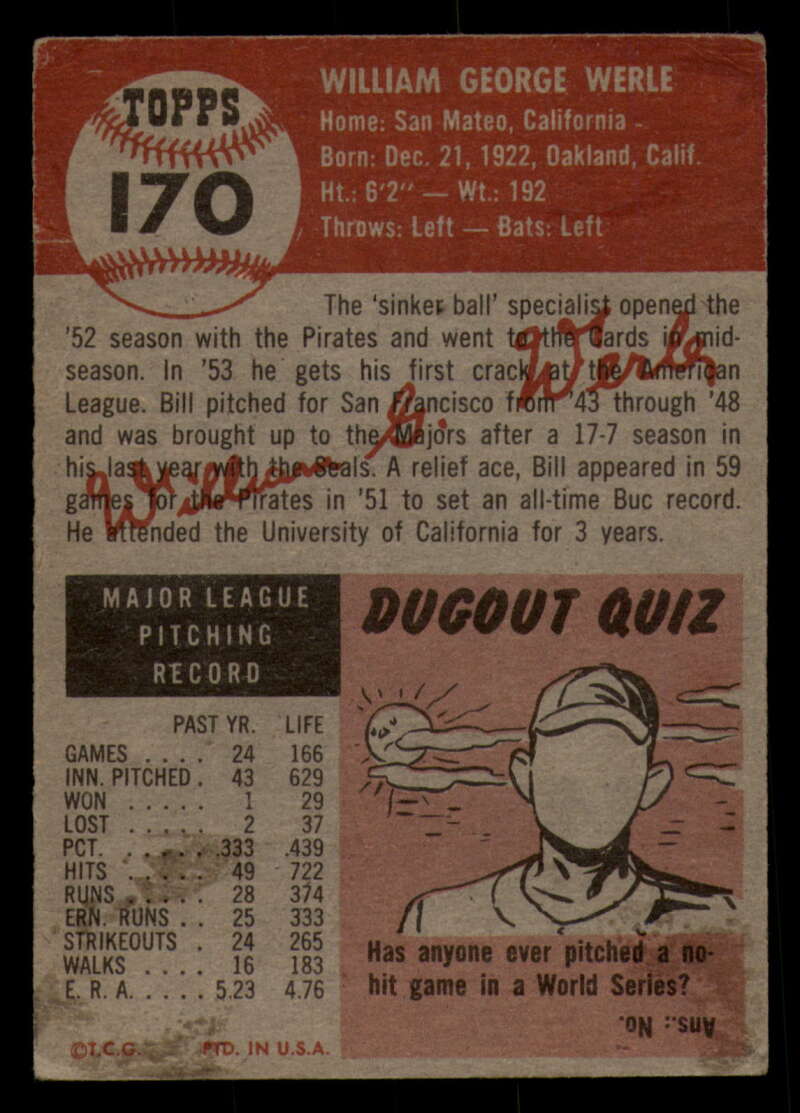 TOPPS
170
WILLIAM GEORGE WERLE
Home: San Mateo, California -
Born: Dec. 21, 1922, Oakland, Calif.
Ht.: 6'2" — Wt.: 192
Throws: Left — Bats: Left
The 'sinker ball' specialist opened the
'52 season with the Pirates and went to the Cards in mid-
season. In '53 he gets his first crack at the American
League. Bill pitched for San Francisco from '43 through '48
and was brought up to the Majors after a 17-7 season in
his last year with the Seals. A relief ace, Bill appeared in 59
games for the Pirates in '51 to set an all-time Buc record.
He attended the University of California for 3 years.
William G. Werle
MAJOR LEAGUE
PITCHING
RECORD
PAST YR. LIFE
GAMES .... 24 166
INN. PITCHED . 43 629
WON ..... 1 29
LOST ..... 2 37
PCT. ..... .333 .439
HITS ..... 49 722
RUNS ..... 28 374
ERN. RUNS .. 25 333
STRIKEOUTS . 24 265
WALKS .... 16 183
E. R. A. .... 5.23 4.76
©T.C.G. PTD. IN U.S.A.
DUGOUT QUIZ
Has anyone ever pitched a no-
hit game in a World Series?
Ans.: No.